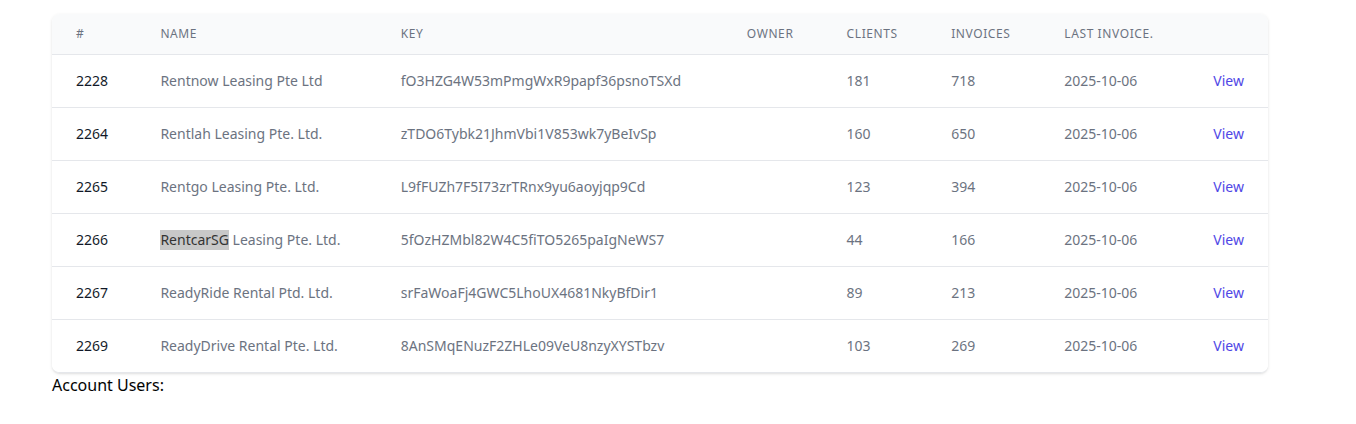 # NAME KEY OWNER CLIENTS INVOICES LAST INVOICE.
2228 Rentnow Leasing Pte Ltd fO3HZG4W53mPmgWxR9papf36psnoTSXd 181 718 2025-10-06 View
2264 Rentlah Leasing Pte. Ltd. zTDO6Tybk21JhmVbi1V853wk7yBeIvSp 160 650 2025-10-06 View
2265 Rentgo Leasing Pte. Ltd. L9fFUZh7F5I73zrTRnx9yu6aoyjqp9Cd 123 394 2025-10-06 View
2266 RentcarSG Leasing Pte. Ltd. 5fOzHZMbl82W4C5fiTO5265paIgNeWS7 44 166 2025-10-06 View
2267 ReadyRide Rental Ptd. Ltd. srFaWoaFj4GWC5LhoUX4681NkyBfDir1 89 213 2025-10-06 View
2269 ReadyDrive Rental Pte. Ltd. 8AnSMqENuzF2ZHLe09VeU8nzyXYSTbzv 103 269 2025-10-06 View
Account Users: